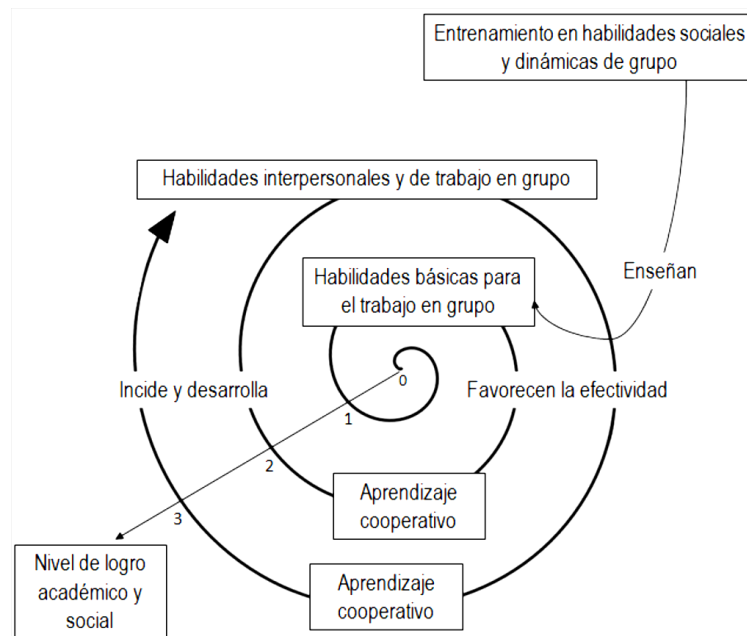 Entrenamiento en habilidades sociales
y dinámicas de grupo
Habilidades interpersonales y de trabajo en grupo
Habilidades básicas para
el trabajo en grupo
Enseñan
0
Incide y desarrolla
Favorecen la efectividad
1
2
Aprendizaje
cooperativo
3
Nivel de logro
académico y
social
Aprendizaje
cooperativo